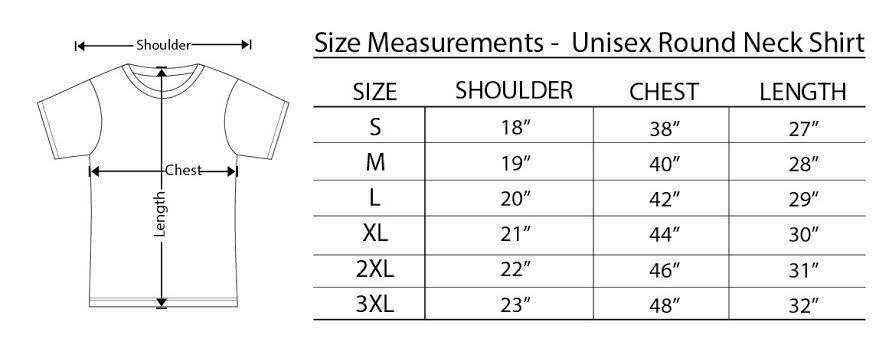 Shoulder
Chest
Length
Size Measurements - Unisex Round Neck Shirt
SIZE SHOULDER CHEST LENGTH
S 18” 38” 27”
M 19” 40” 28”
L 20” 42” 29”
XL 21” 44” 30”
2XL 22” 46” 31”
3XL 23” 48” 32”